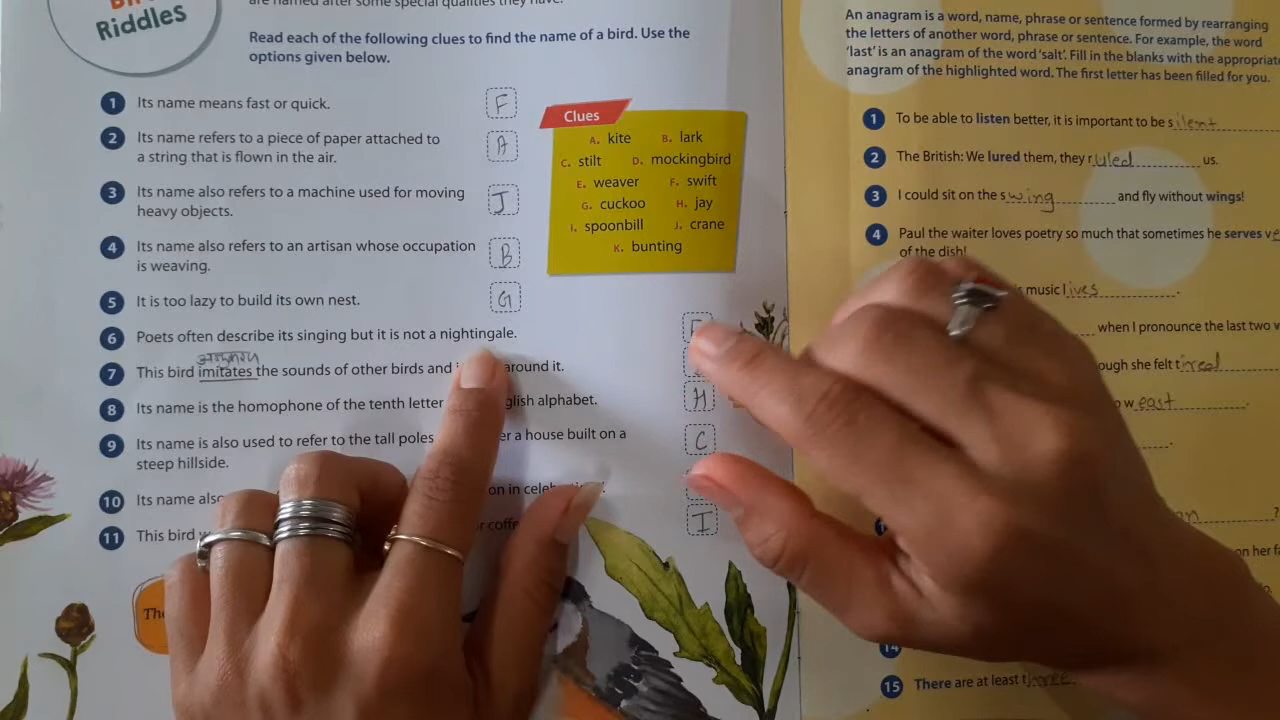 Riddles
are named after some special qualities they have.
Read each of the following clues to find the name of a bird. Use the
options given below.
1 Its name means fast or quick. F
2 Its name refers to a piece of paper attached to
a string that is flown in the air. A
3 Its name also refers to a machine used for moving
heavy objects. J
4 Its name also refers to an artisan whose occupation
is weaving. B
5 It is too lazy to build its own nest. G
6 Poets often describe its singing but it is not a nightingale.
7 This bird imitates the sounds of other birds and around it.
8 Its name is the homophone of the tenth letter glish alphabet. H
9 Its name is also used to refer to the tall poles er a house built on a
steep hillside. C
10 Its name also on in
11 This bird I
Clues
A. kite B. lark
C. stilt D. mockingbird
E. weaver F. swift
G. cuckoo H. jay
I. spoonbill J. crane
K. bunting
An anagram is a word, name, phrase or sentence formed by rearranging
the letters of another word, phrase or sentence. For example, the word
'last' is an anagram of the word 'salt'. Fill in the blanks with the appropriate
anagram of the highlighted word. The first letter has been filled for you.
1 To be able to listen better, it is important to be silent
2 The British: We lured them, they ruled us.
3 I could sit on the swing and fly without wings!
4 Paul the waiter loves poetry so much that sometimes he serves ve
of the dish!
music lives.
when I pronounce the last two
ough she felt t
w east.
?
on her
14
15 There are at least three